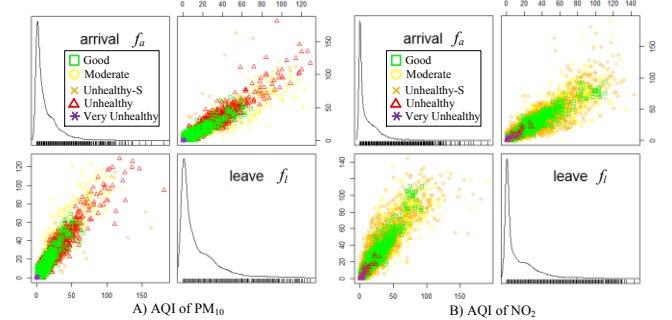 A)
0 20 40 60 80 100 120
arrival fₐ
Good
Moderate
Unhealthy-S
Unhealthy
Very Unhealthy
0 50 100 150
0 20 40 60 80 100 120
leave fₗ
0 50 100 150
A) AQI of PM₁₀
B)
0 20 40 60 80 100 140
arrival fₐ
Good
Moderate
Unhealthy-S
Unhealthy
Very Unhealthy
0 50 100 150
0 20 40 60 80 100 140
leave fₗ
0 50 100 150
B) AQI of NO₂